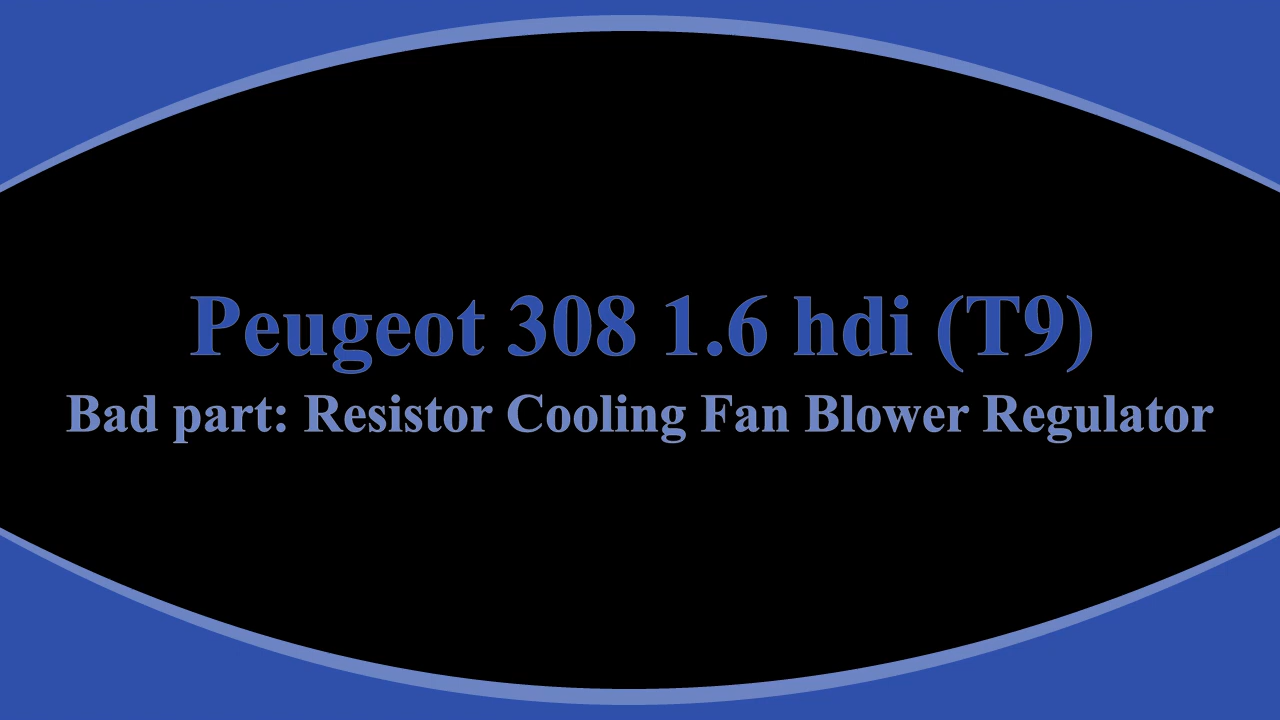 Peugeot 308 1.6 hdi (T9)
Bad part: Resistor Cooling Fan Blower Regulator